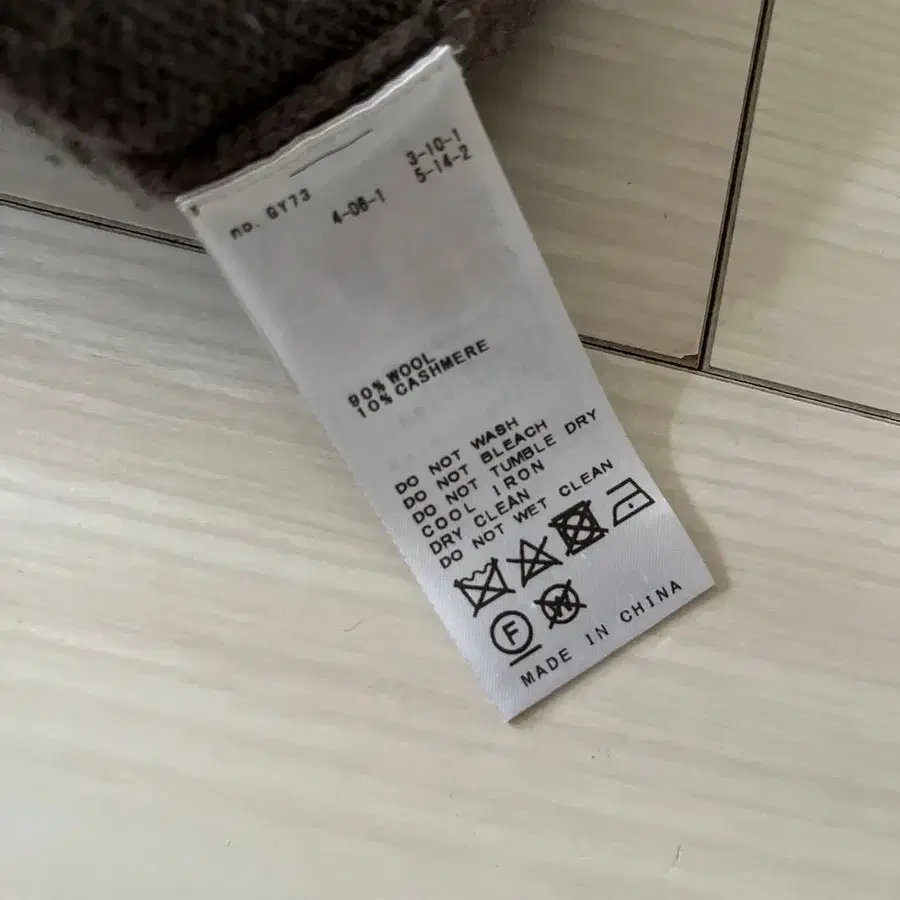 no. GY73
4-06-1
3-10-1
5-14-2
90% WOOL
10% CASHMERE
DO NOT WASH
DO NOT BLEACH
DO NOT TUMBLE DRY
COOL IRON
DRY CLEAN
DO NOT WET CLEAN
F W
MADE IN CHINA